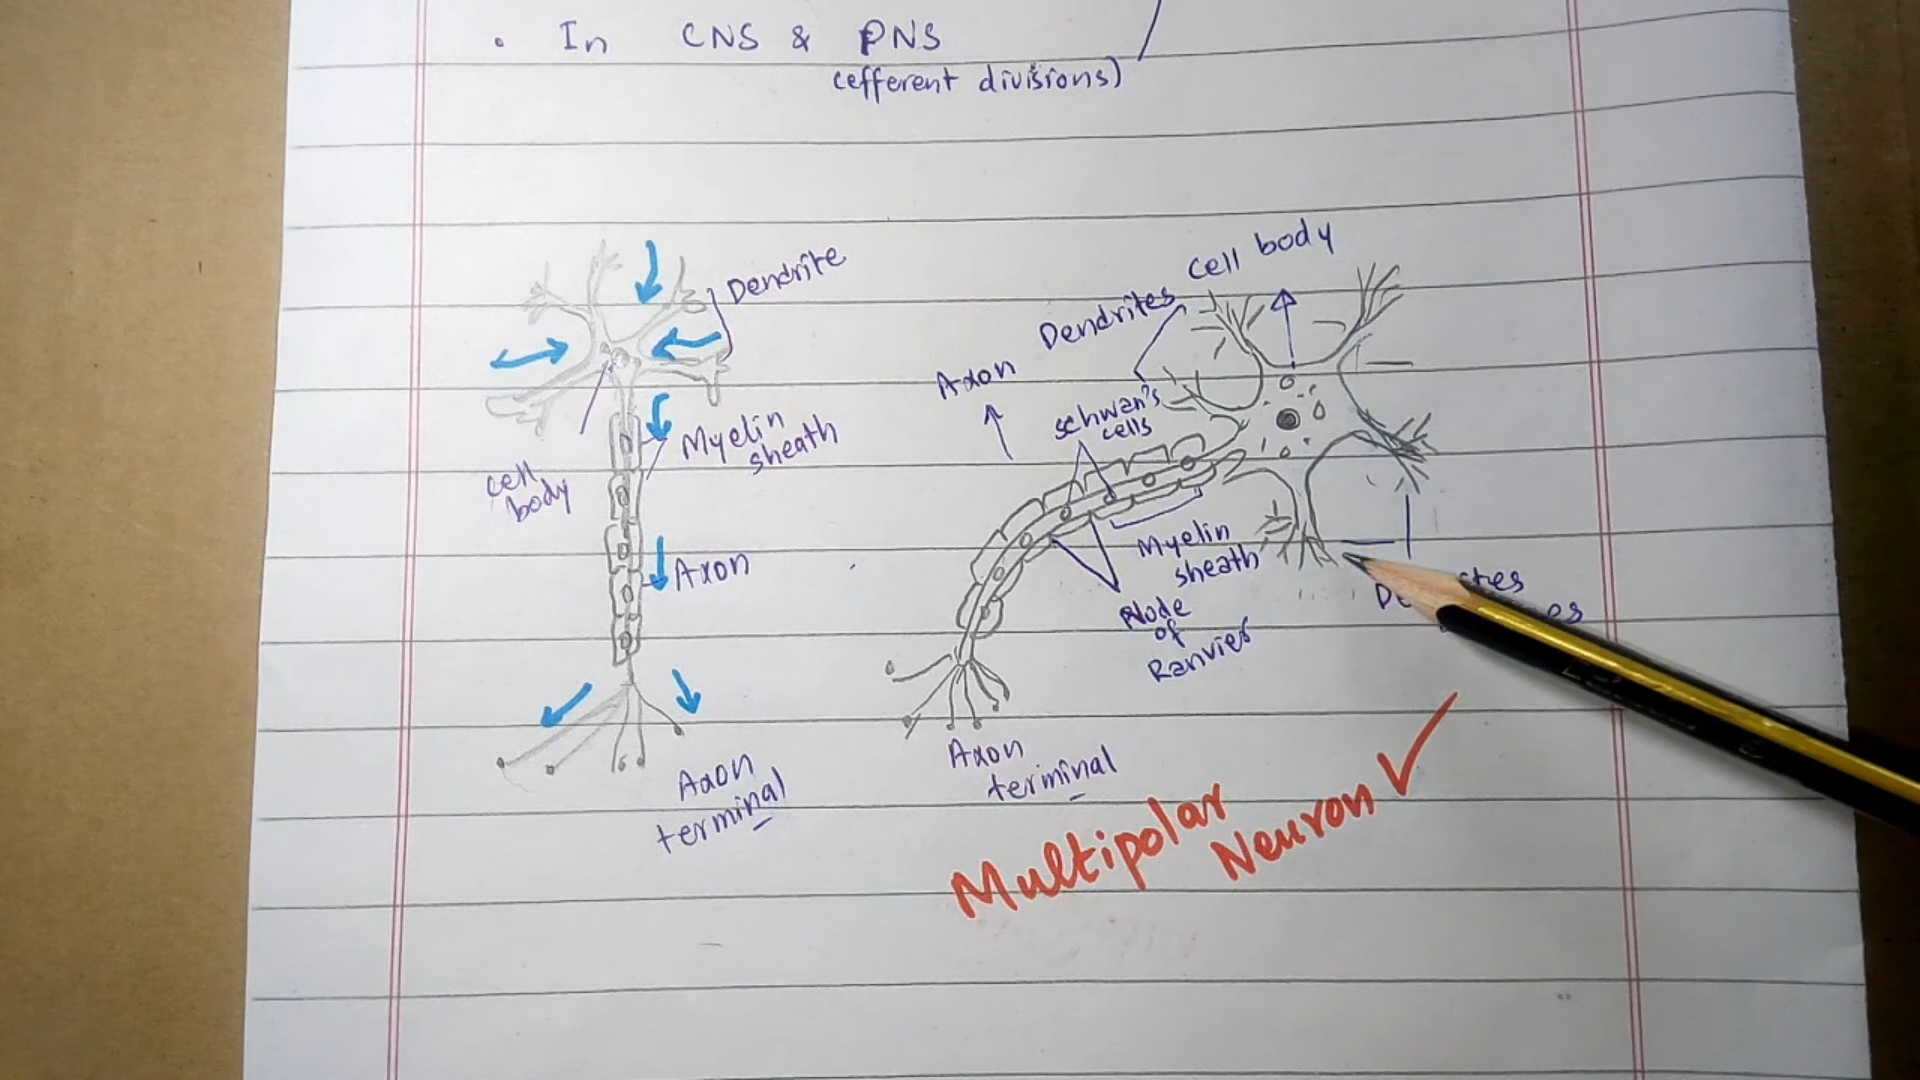 • In CNS & PNS
(efferent divisions)
Dendrite
Myelin
sheath
cell
body
Axon
Axon
terminal
Cell body
Dendrites
Axon
schwan's
cells
Myelin
sheath
Node
of
Ranvier
Axon
terminal
Multipolar
Neuron ✓